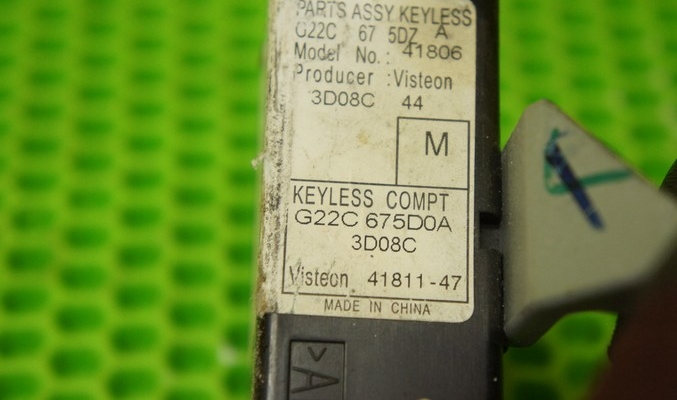 PARTS ASSY KEYLESS
G22C 67 5DZ A
Model No.: 41806
Producer :Visteon
3D08C 44
M
KEYLESS COMPT
G22C 675D0A
3D08C
Visteon 41811-47
MADE IN CHINA
>A